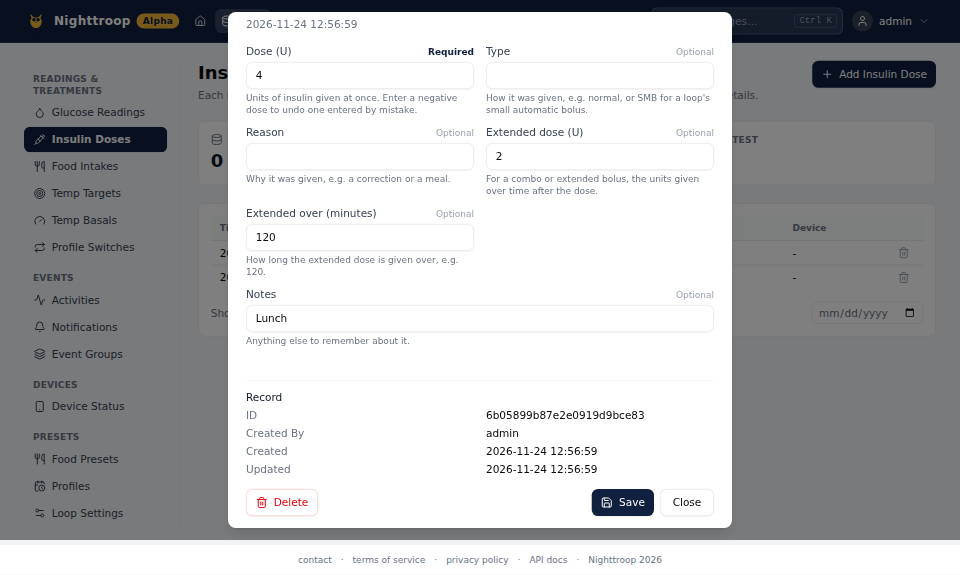 Nighttroop Alpha
ges...
Ctrl K
admin
2026-11-24 12:56:59
READINGS & TREATMENTS
Glucose Readings
Insulin Doses
Food Intakes
Temp Targets
Temp Basals
Profile Switches
EVENTS
Activities
Notifications
Event Groups
DEVICES
Device Status
PRESETS
Food Presets
Profiles
Loop Settings
Ins
Each
Add Insulin Dose
etails.
0
TEST
Device
20
-
20
-
Sho
mm/dd/yyyy
Dose (U) Required
4
Units of insulin given at once. Enter a negative
dose to undo one entered by mistake.
Type Optional
How it was given, e.g. normal, or SMB for a loop's
small automatic bolus.
Reason Optional
Why it was given, e.g. a correction or a meal.
Extended dose (U) Optional
2
For a combo or extended bolus, the units given
over time after the dose.
Extended over (minutes) Optional
120
How long the extended dose is given over, e.g.
120.
Notes Optional
Lunch
Anything else to remember about it.
Record
ID 6b05899b87e2e0919d9bce83
Created By admin
Created 2026-11-24 12:56:59
Updated 2026-11-24 12:56:59
Delete
Save
Close
contact · terms of service · privacy policy · API docs · Nighttroop 2026